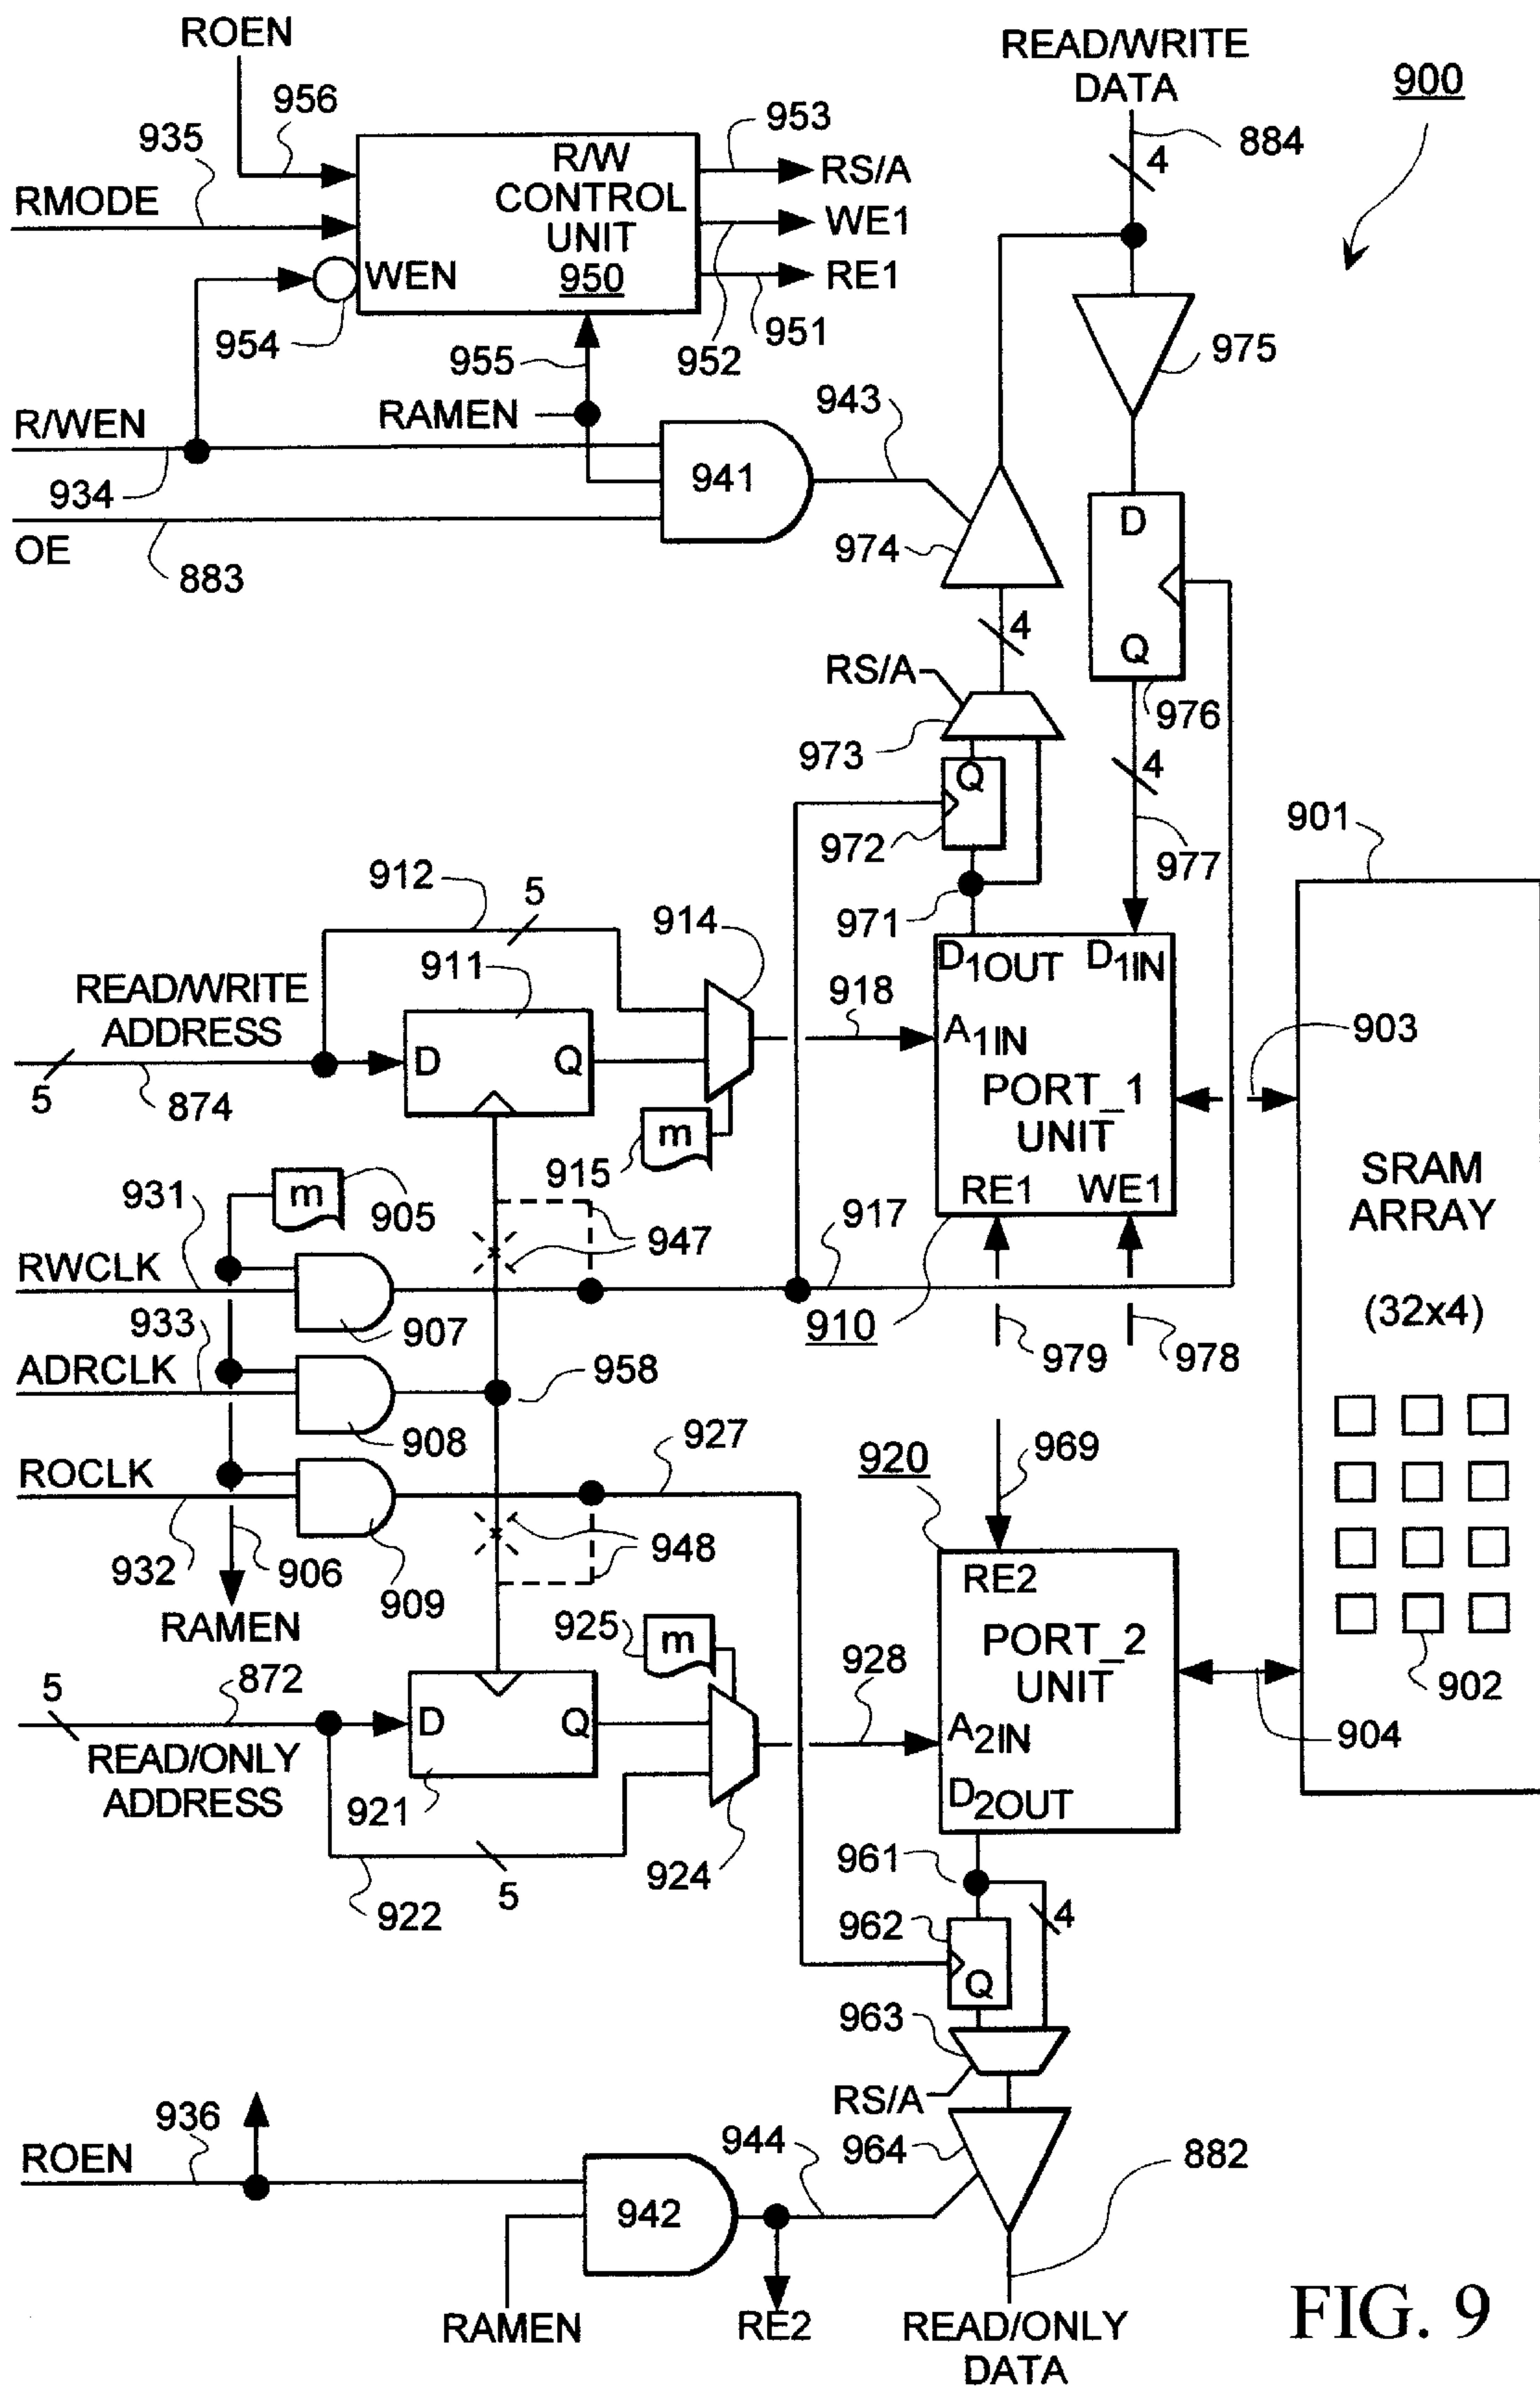 ROEN
READ/WRITE
DATA
900
956
953
884
935
4
R/W
CONTROL
UNIT
950
RS/A
RMODE
WE1
WEN
RE1
951
954
955
952
975
RAMEN
943
R/WEN
941
934
D
974
OE
883
4
Q
RS/A
976
973
Q
4
901
972
977
912
5
914
971
911
D1OUT
D1IN
READ/WRITE
ADDRESS
918
903
A1IN
D
Q
PORT_1
UNIT
5
874
m
915
SRAM
ARRAY
m
RE1
WE1
931
905
917
947
RWCLK
(32x4)
933
907
910
979
978
ADRCLK
958
908
927
969
ROCLK
920
948
932
906
909
RE2
RAMEN
925
m
PORT_2
UNIT
5
872
928
902
D
Q
A2IN
904
READ/ONLY
ADDRESS
921
D2OUT
924
961
5
922
962
4
Q
963
RS/A
936
944
964
ROEN
882
942
RAMEN
RE2
READ/ONLY
DATA
FIG. 9